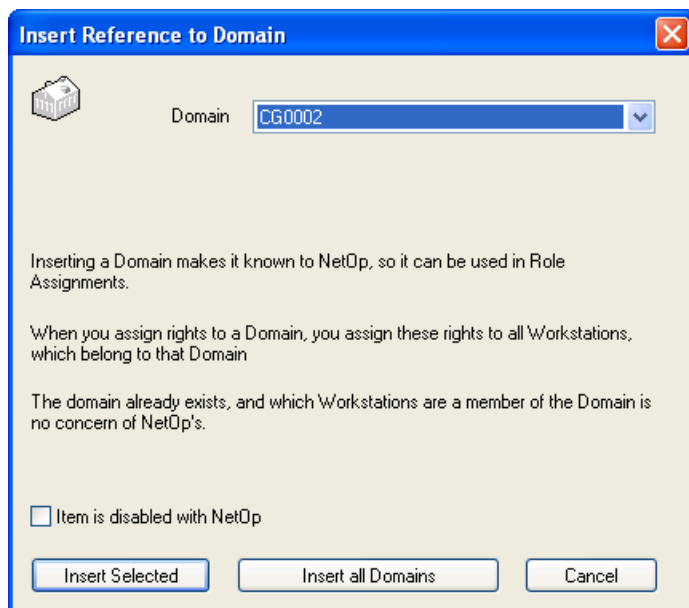 Insert Reference to Domain
Domain CG0002
Inserting a Domain makes it known to NetOp, so it can be used in Role
Assignments.
When you assign rights to a Domain, you assign these rights to all Workstations,
which belong to that Domain
The domain already exists, and which Workstations are a member of the Domain is
no concern of NetOp's.
Item is disabled with NetOp
Insert Selected Insert all Domains Cancel